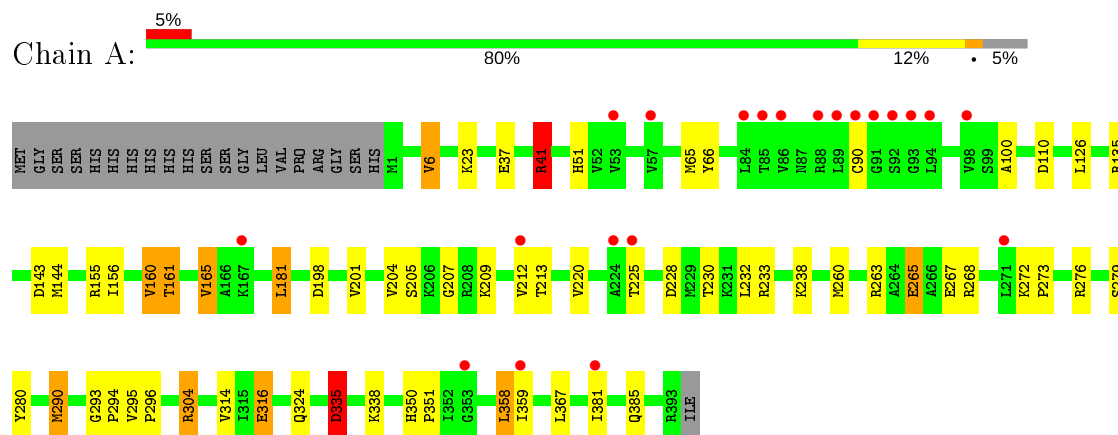 5%
Chain A:
80% 12% • 5%
MET GLY SER SER HIS HIS HIS HIS HIS HIS SER SER GLY LEU VAL PRO ARG GLY SER HIS M1 V6 K23 E37 R41 H51 V52 V53 V57 M65 Y66 L84 T85 V86 N87 R88 L89 C90 G91 S92 G93 L94 V98 S99 A100 D110 L126 R135
D143 M144 R155 I156 V160 T161 V165 A166 K167 L181 D198 V201 V204 S205 K206 G207 R208 K209 V212 T213 V220 A224 T225 D228 M229 T230 K231 L232 R233 K238 M260 R263 A264 E265 A266 E267 R268 L271 K272 P273 R276 S279
Y280 M290 G293 P294 V295 P296 R304 V314 I315 E316 Q324 D335 K338 H350 P351 I352 G353 L358 I359 L367 I381 Q385 R393 ILE